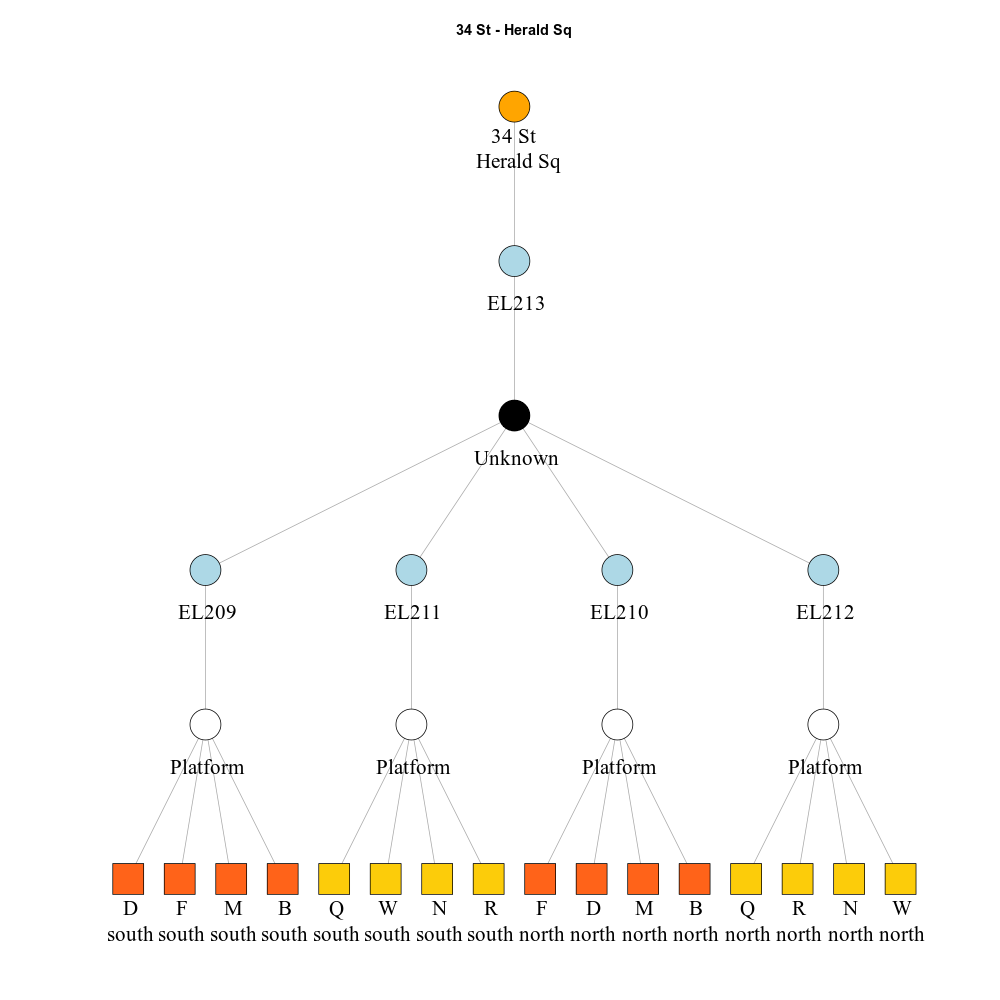 34 St - Herald Sq
34 St
Herald Sq
EL213
Unknown
EL209 EL211 EL210 EL212
Platform Platform Platform Platform
D F M B Q W N R F D M B Q R N W
south south south south south south south south north north north north north north north north